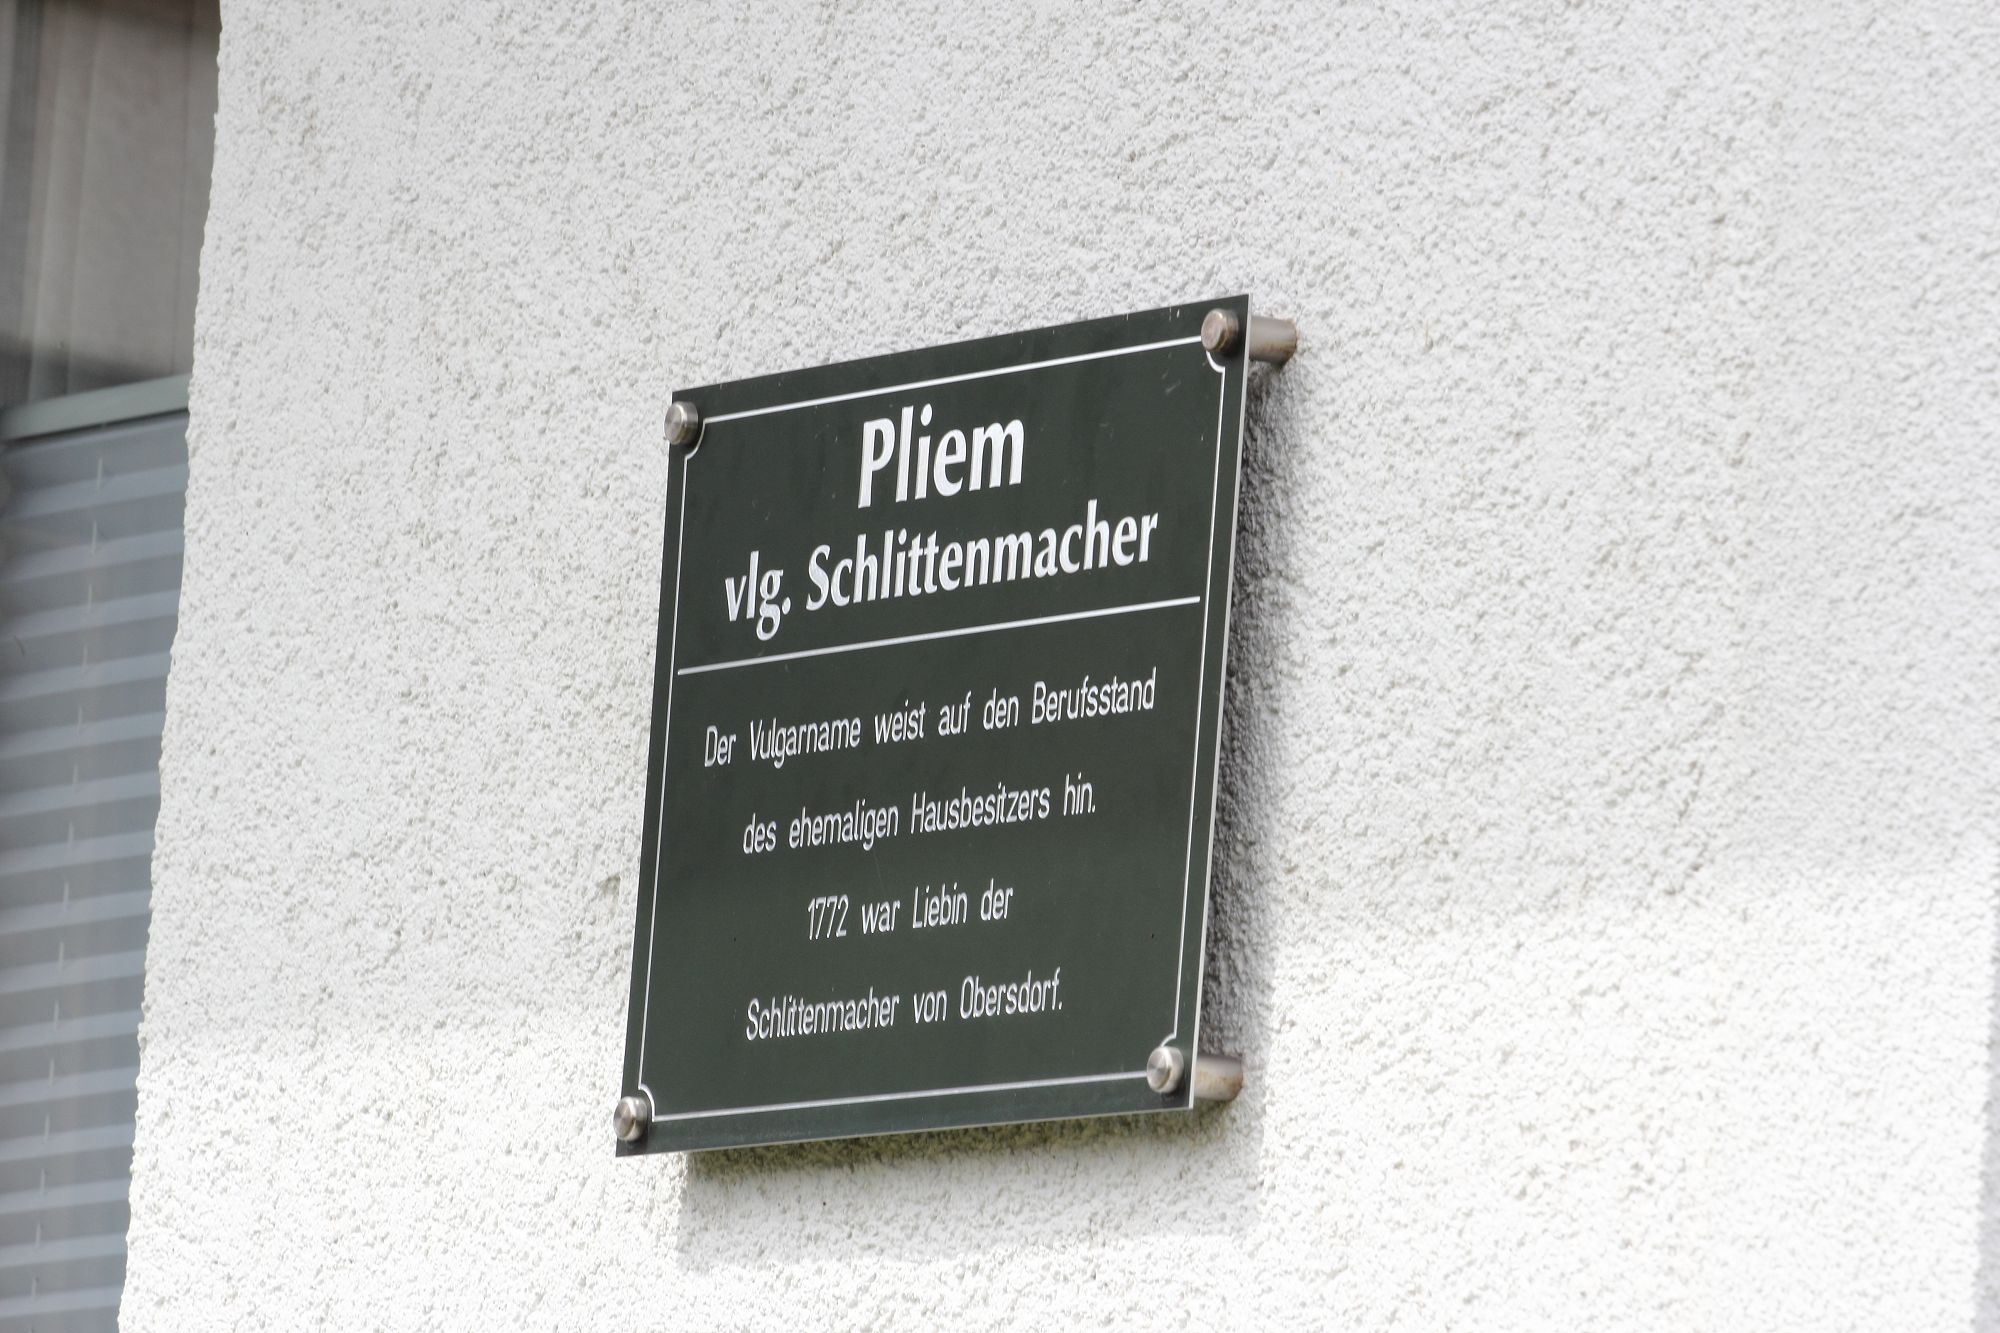 Pliem
vlg. Schlittenmacher
Der Vulgarname weist auf den Berufsstand
des ehemaligen Hausbesitzers hin.
1772 war Liebin der
Schlittenmacher von Obersdorf.